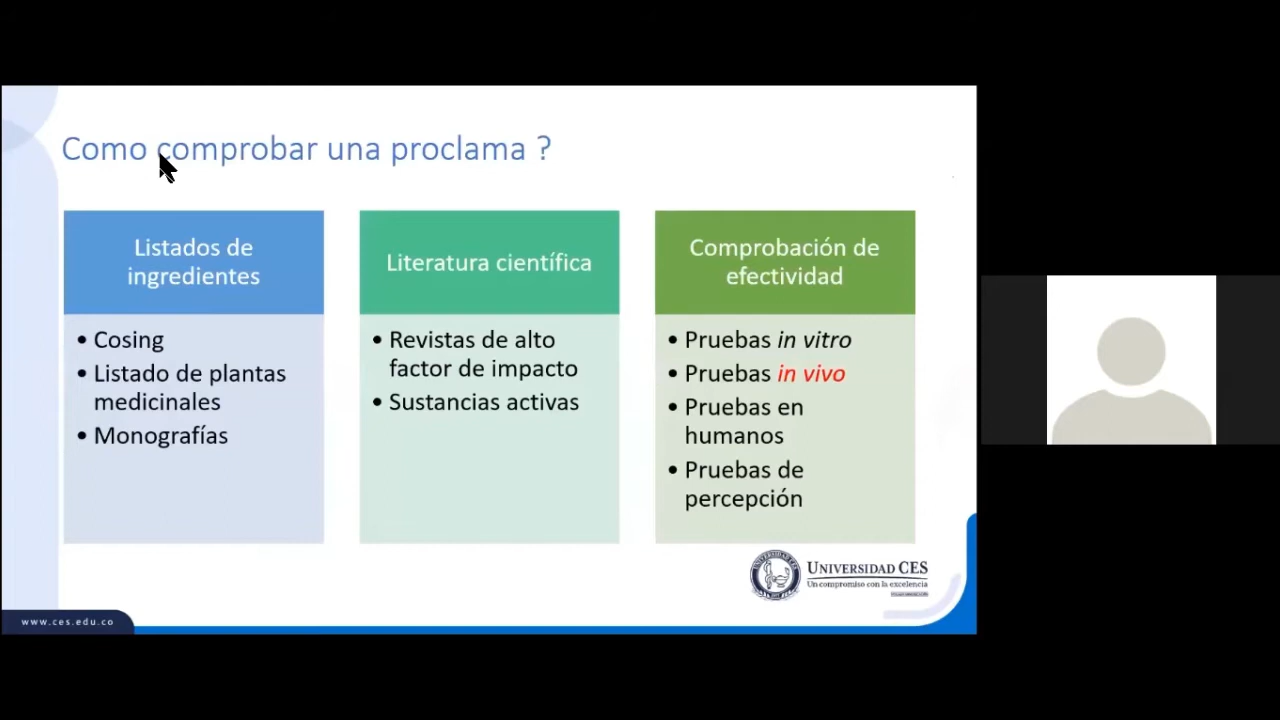 Como comprobar una proclama ?
Listados de
ingredientes
• Cosing
• Listado de plantas
medicinales
• Monografías
Literatura científica
• Revistas de alto
factor de impacto
• Sustancias activas
Comprobación de
efectividad
• Pruebas in vitro
• Pruebas in vivo
• Pruebas en
humanos
• Pruebas de
percepción
UNIVERSIDAD CES
Un compromiso con la excelencia
www.ces.edu.co